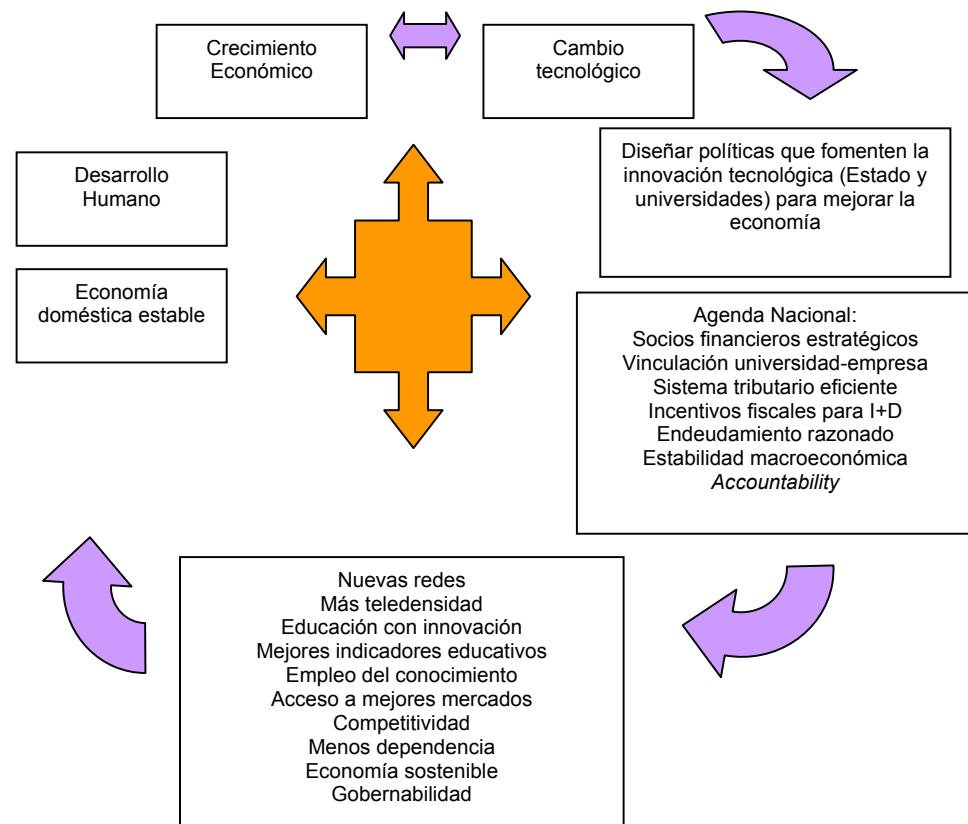 Crecimiento
Económico
Cambio
tecnológico
Diseñar políticas que fomenten la
innovación tecnológica (Estado y
universidades) para mejorar la
economía
Desarrollo
Humano
Economía
doméstica estable
Agenda Nacional:
Socios financieros estratégicos
Vinculación universidad-empresa
Sistema tributario eficiente
Incentivos fiscales para I+D
Endeudamiento razonado
Estabilidad macroeconómica
Accountability
Nuevas redes
Más teledensidad
Educación con innovación
Mejores indicadores educativos
Empleo del conocimiento
Acceso a mejores mercados
Competitividad
Menos dependencia
Economía sostenible
Gobernabilidad